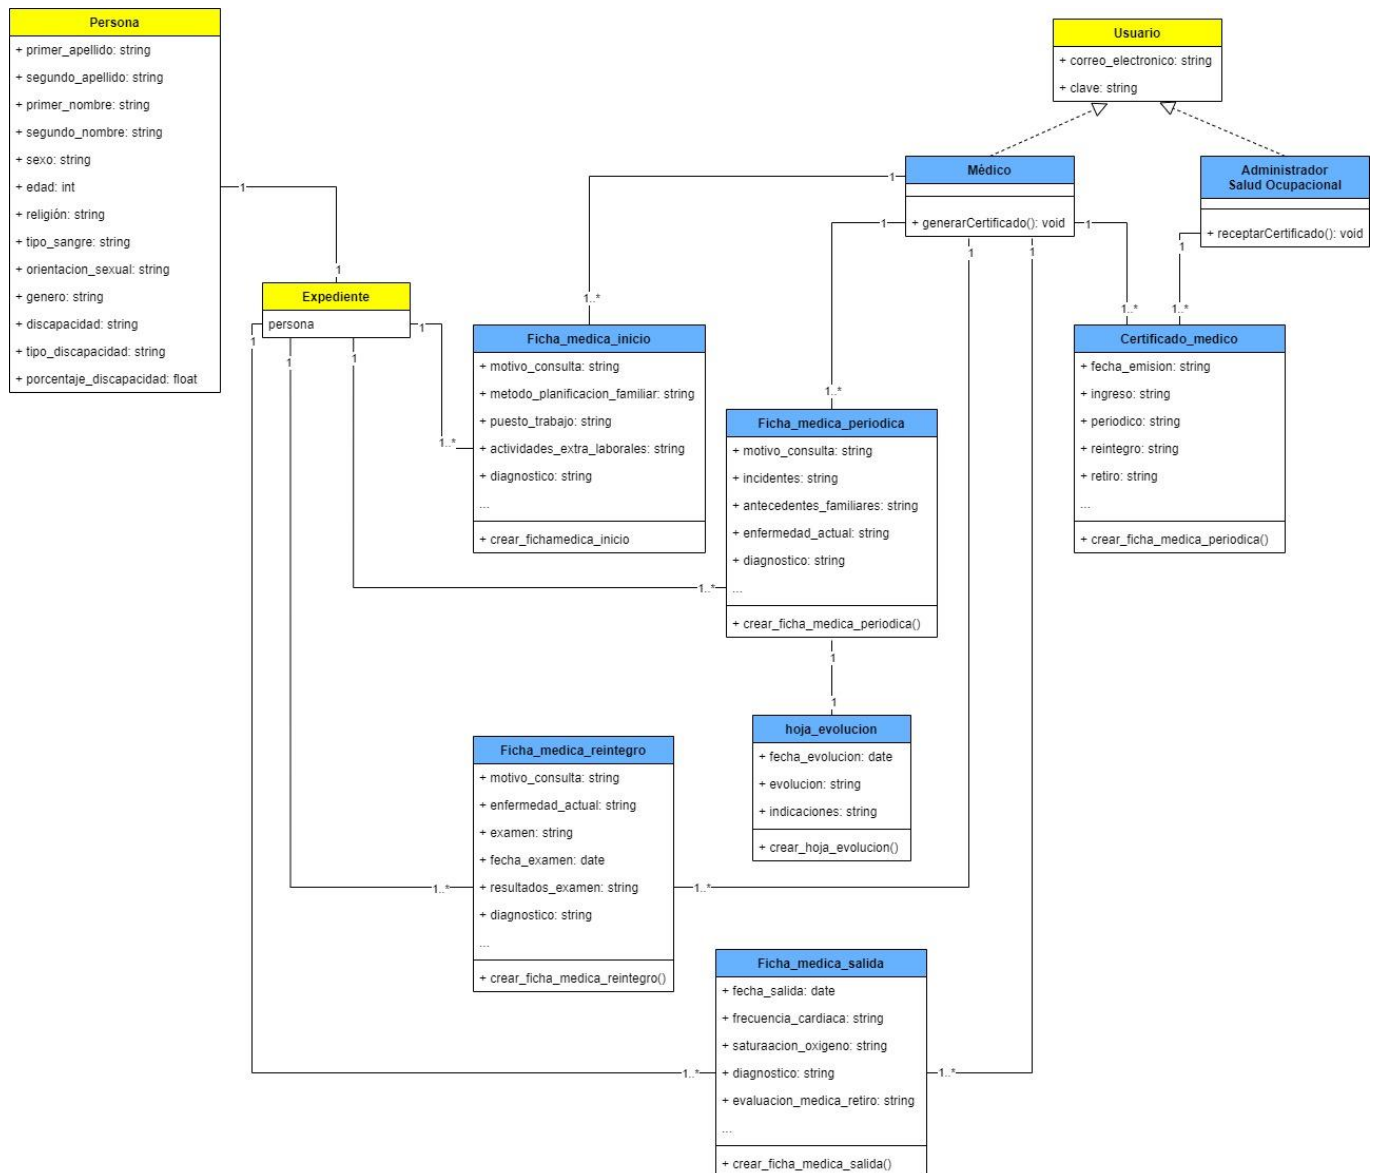 Persona
+ primer_apellido: string
+ segundo_apellido: string
+ primer_nombre: string
+ segundo_nombre: string
+ sexo: string
+ edad: int
+ religión: string
+ tipo_sangre: string
+ orientacion_sexual: string
+ genero: string
+ discapacidad: string
+ tipo_discapacidad: string
+ porcentaje_discapacidad: float
1
1
Usuario
+ correo_electronico: string
+ clave: string
Médico
+ generarCertificado(): void
Administrador
Salud Ocupacional
+ receptarCertificado(): void
1
1
1
1
1
1
Expediente
persona
1
1
1
1
1..*
1..*
1..*
1..*
Ficha_medica_inicio
+ motivo_consulta: string
+ metodo_planificacion_familiar: string
+ puesto_trabajo: string
+ actividades_extra_laborales: string
+ diagnostico: string
...
+ crear_fichamedica_inicio
1..*
Certificado_medico
+ fecha_emision: string
+ ingreso: string
+ periodico: string
+ reintegro: string
+ retiro: string
...
+ crear_ficha_medica_periodica()
1..*
Ficha_medica_periodica
+ motivo_consulta: string
+ incidentes: string
+ antecedentes_familiares: string
+ enfermedad_actual: string
+ diagnostico: string
...
+ crear_ficha_medica_periodica()
1
1
hoja_evolucion
+ fecha_evolucion: date
+ evolucion: string
+ indicaciones: string
+ crear_hoja_evolucion()
Ficha_medica_reintegro
+ motivo_consulta: string
+ enfermedad_actual: string
+ examen: string
+ fecha_examen: date
+ resultados_examen: string
+ diagnostico: string
...
+ crear_ficha_medica_reintegro()
1..*
1..*
Ficha_medica_salida
+ fecha_salida: date
+ frecuencia_cardiaca: string
+ saturaacion_oxigeno: string
+ diagnostico: string
+ evaluacion_medica_retiro: string
...
+ crear_ficha_medica_salida()
1..*
1..*